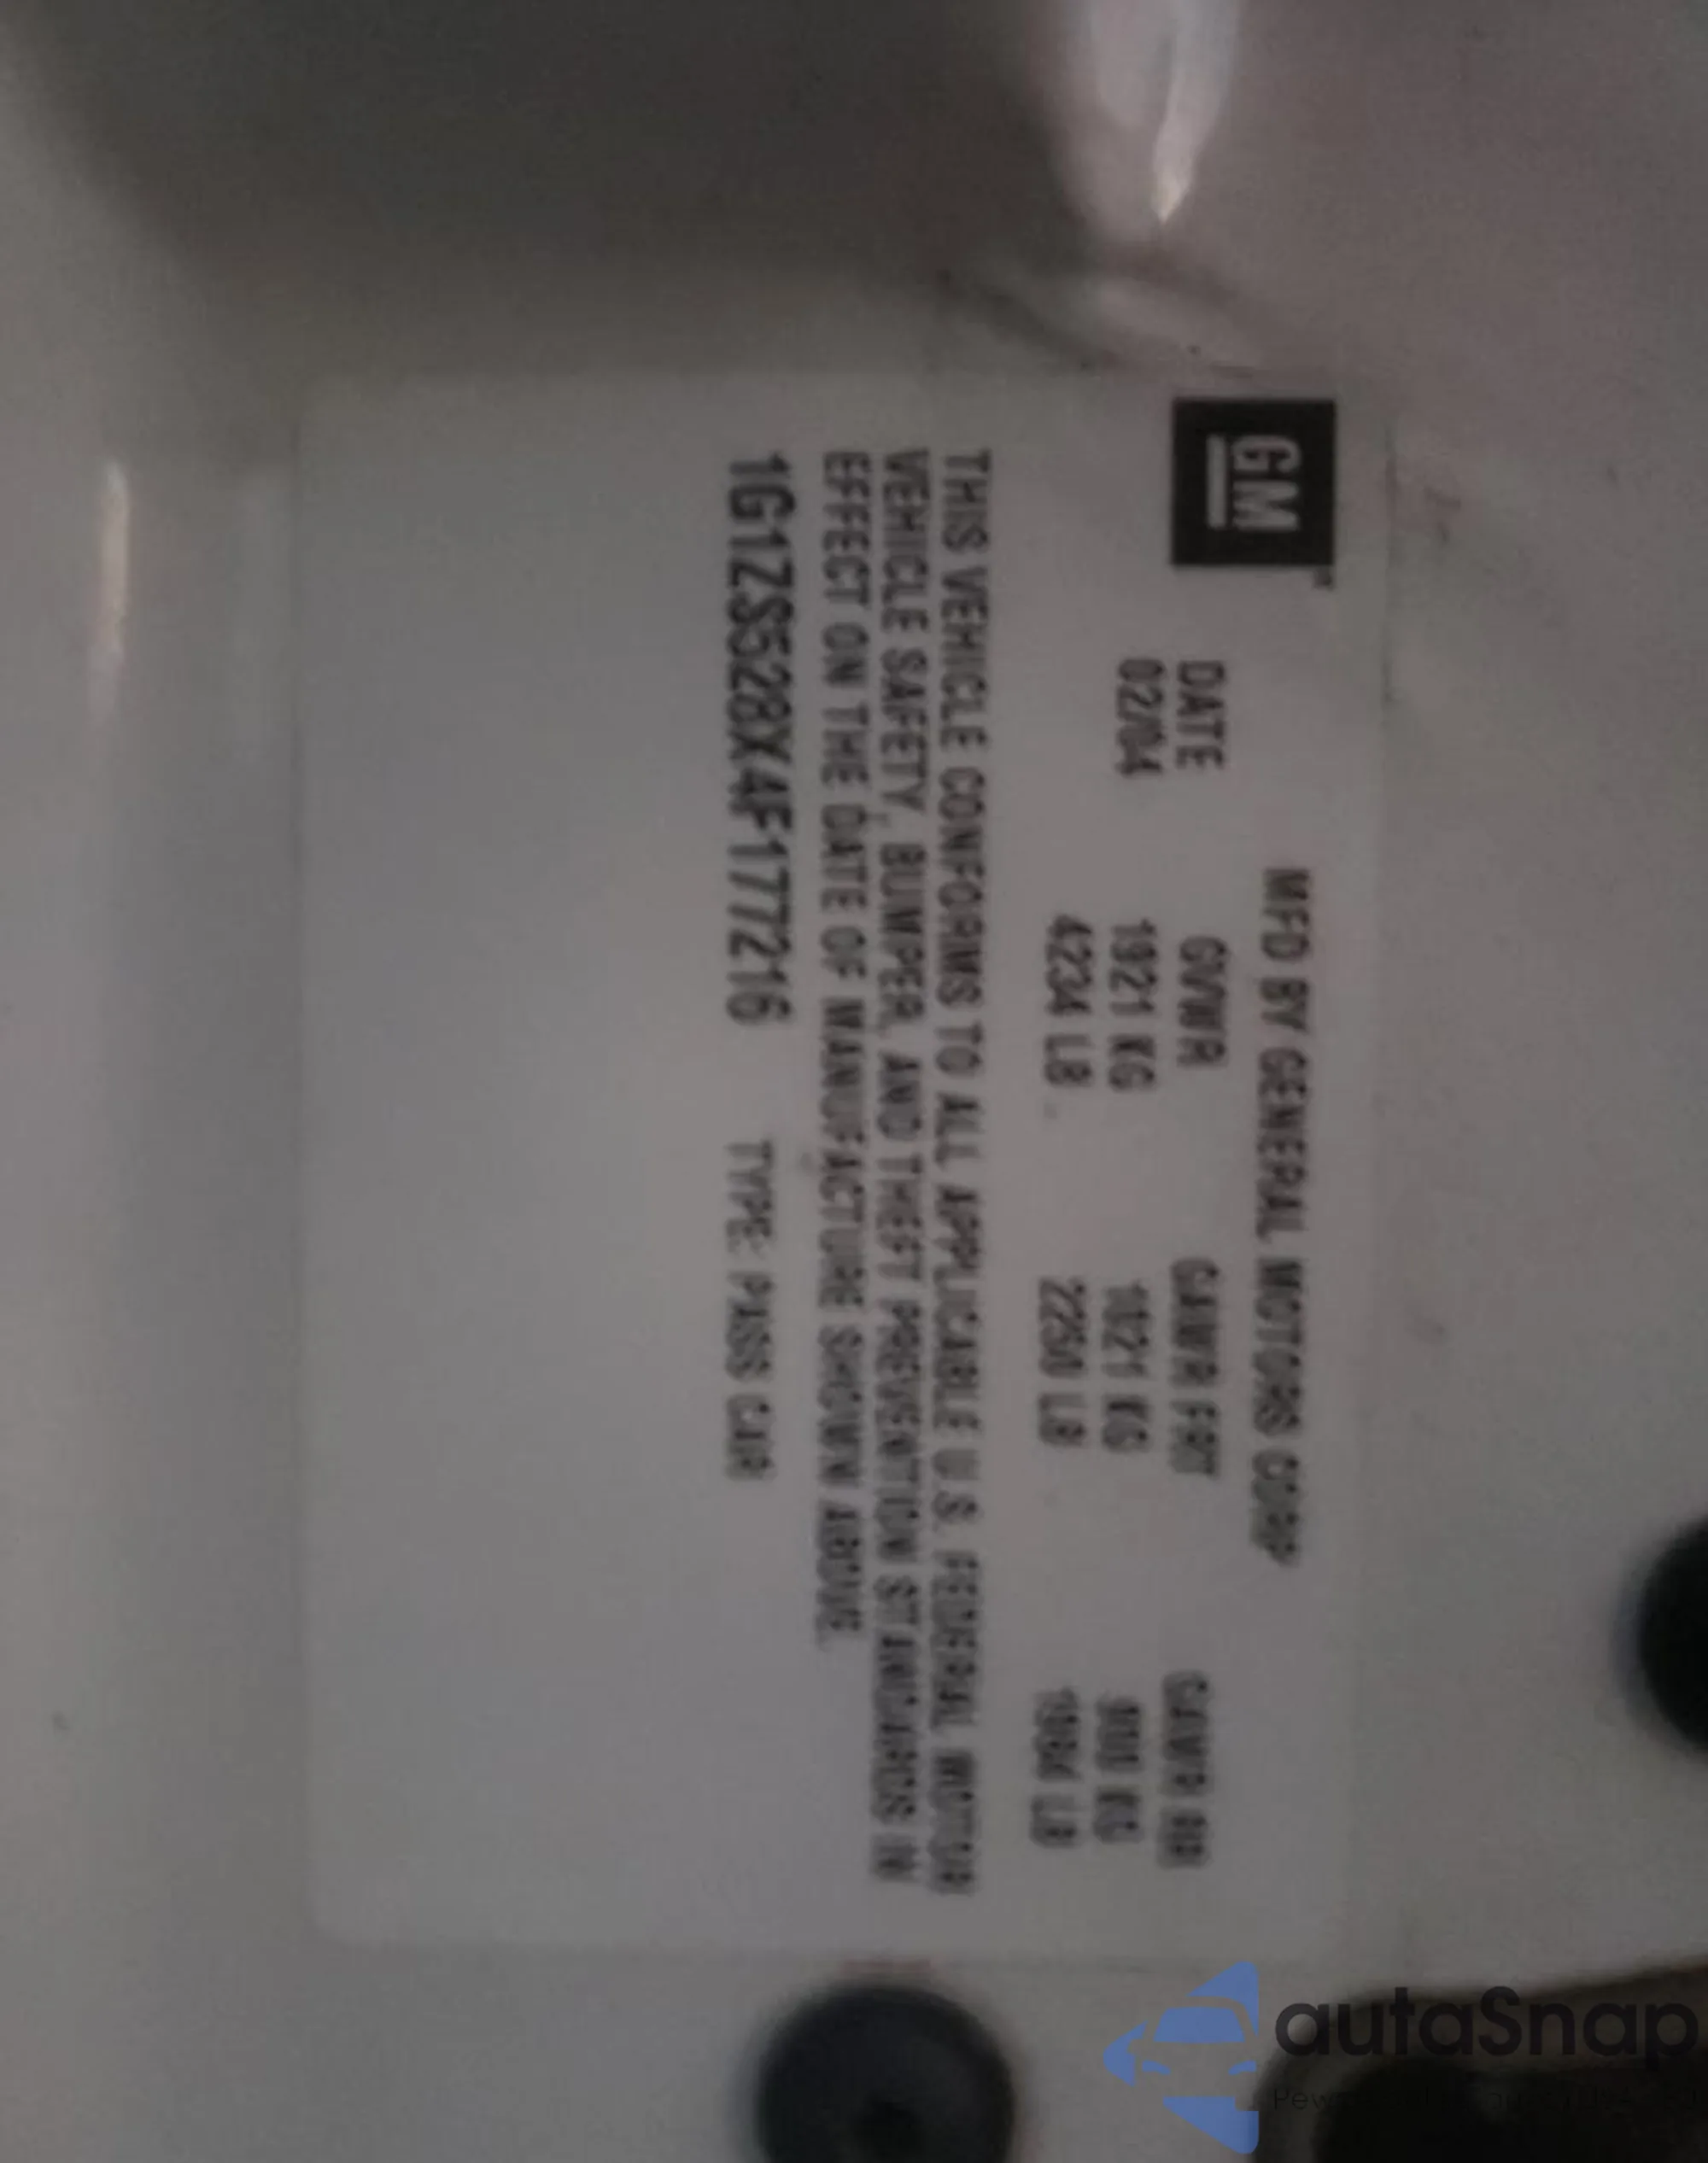 GM
MFD BY GENERAL MOTORS CORP
DATE GVWR GAWR FRT GAWR RR
02/04 1921 KG 1021 KG 900 KG
4234 LB 2250 LB 1984 LB
THIS VEHICLE CONFORMS TO ALL APPLICABLE U.S. FEDERAL MOTOR
VEHICLE SAFETY, BUMPER, AND THEFT PREVENTION STANDARDS IN
EFFECT ON THE DATE OF MANUFACTURE SHOWN ABOVE.
1G1ZS528X4F177216 TYPE: PASS CAR
autaSnap